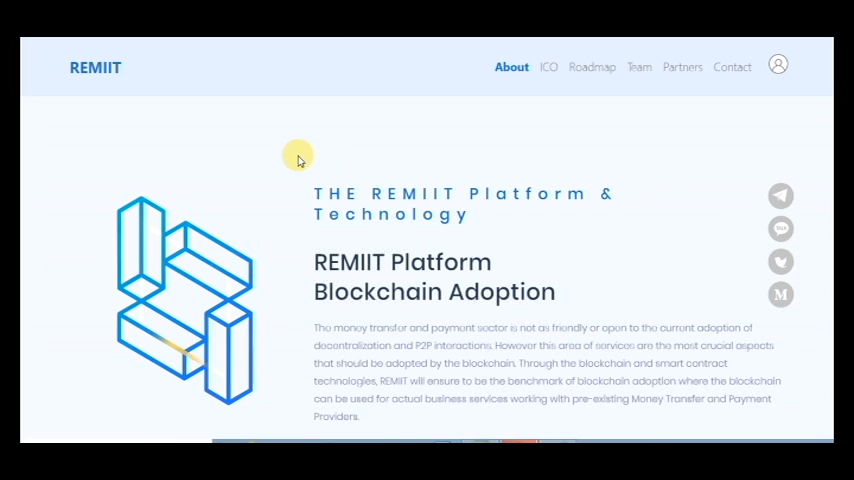 REMIIT
About ICO Roadmap Team Partners Contact
THE REMIIT Platform &
Technology
TALK
REMIIT Platform
Blockchain Adoption
M
The money transfer and payment sector is not as friendly or open to the current adoption of
decentralization and P2P interactions. However this area of services are the most crucial aspects
that should be adopted by the blockchain. Through the blockchain and smart contract
technologies, REMIIT will ensure to be the benchmark of blockchain adoption where the blockchain
can be used for actual business services working with pre-existing Money Transfer and Payment
Providers.